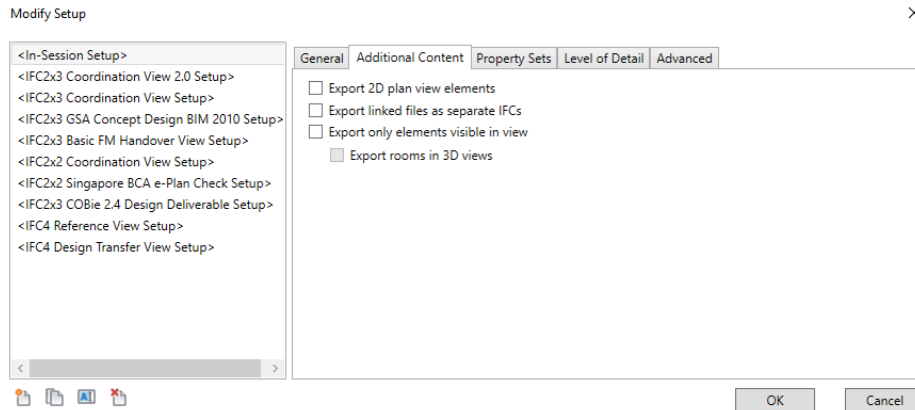 Modify Setup
<In-Session Setup>
<IFC2x3 Coordination View 2.0 Setup>
<IFC2x3 Coordination View Setup>
<IFC2x3 GSA Concept Design BIM 2010 Setup>
<IFC2x3 Basic FM Handover View Setup>
<IFC2x2 Coordination View Setup>
<IFC2x2 Singapore BCA e-Plan Check Setup>
<IFC2x3 COBie 2.4 Design Deliverable Setup>
<IFC4 Reference View Setup>
<IFC4 Design Transfer View Setup>
General Additional Content Property Sets Level of Detail Advanced
Export 2D plan view elements
Export linked files as separate IFCs
Export only elements visible in view
Export rooms in 3D views
OK Cancel